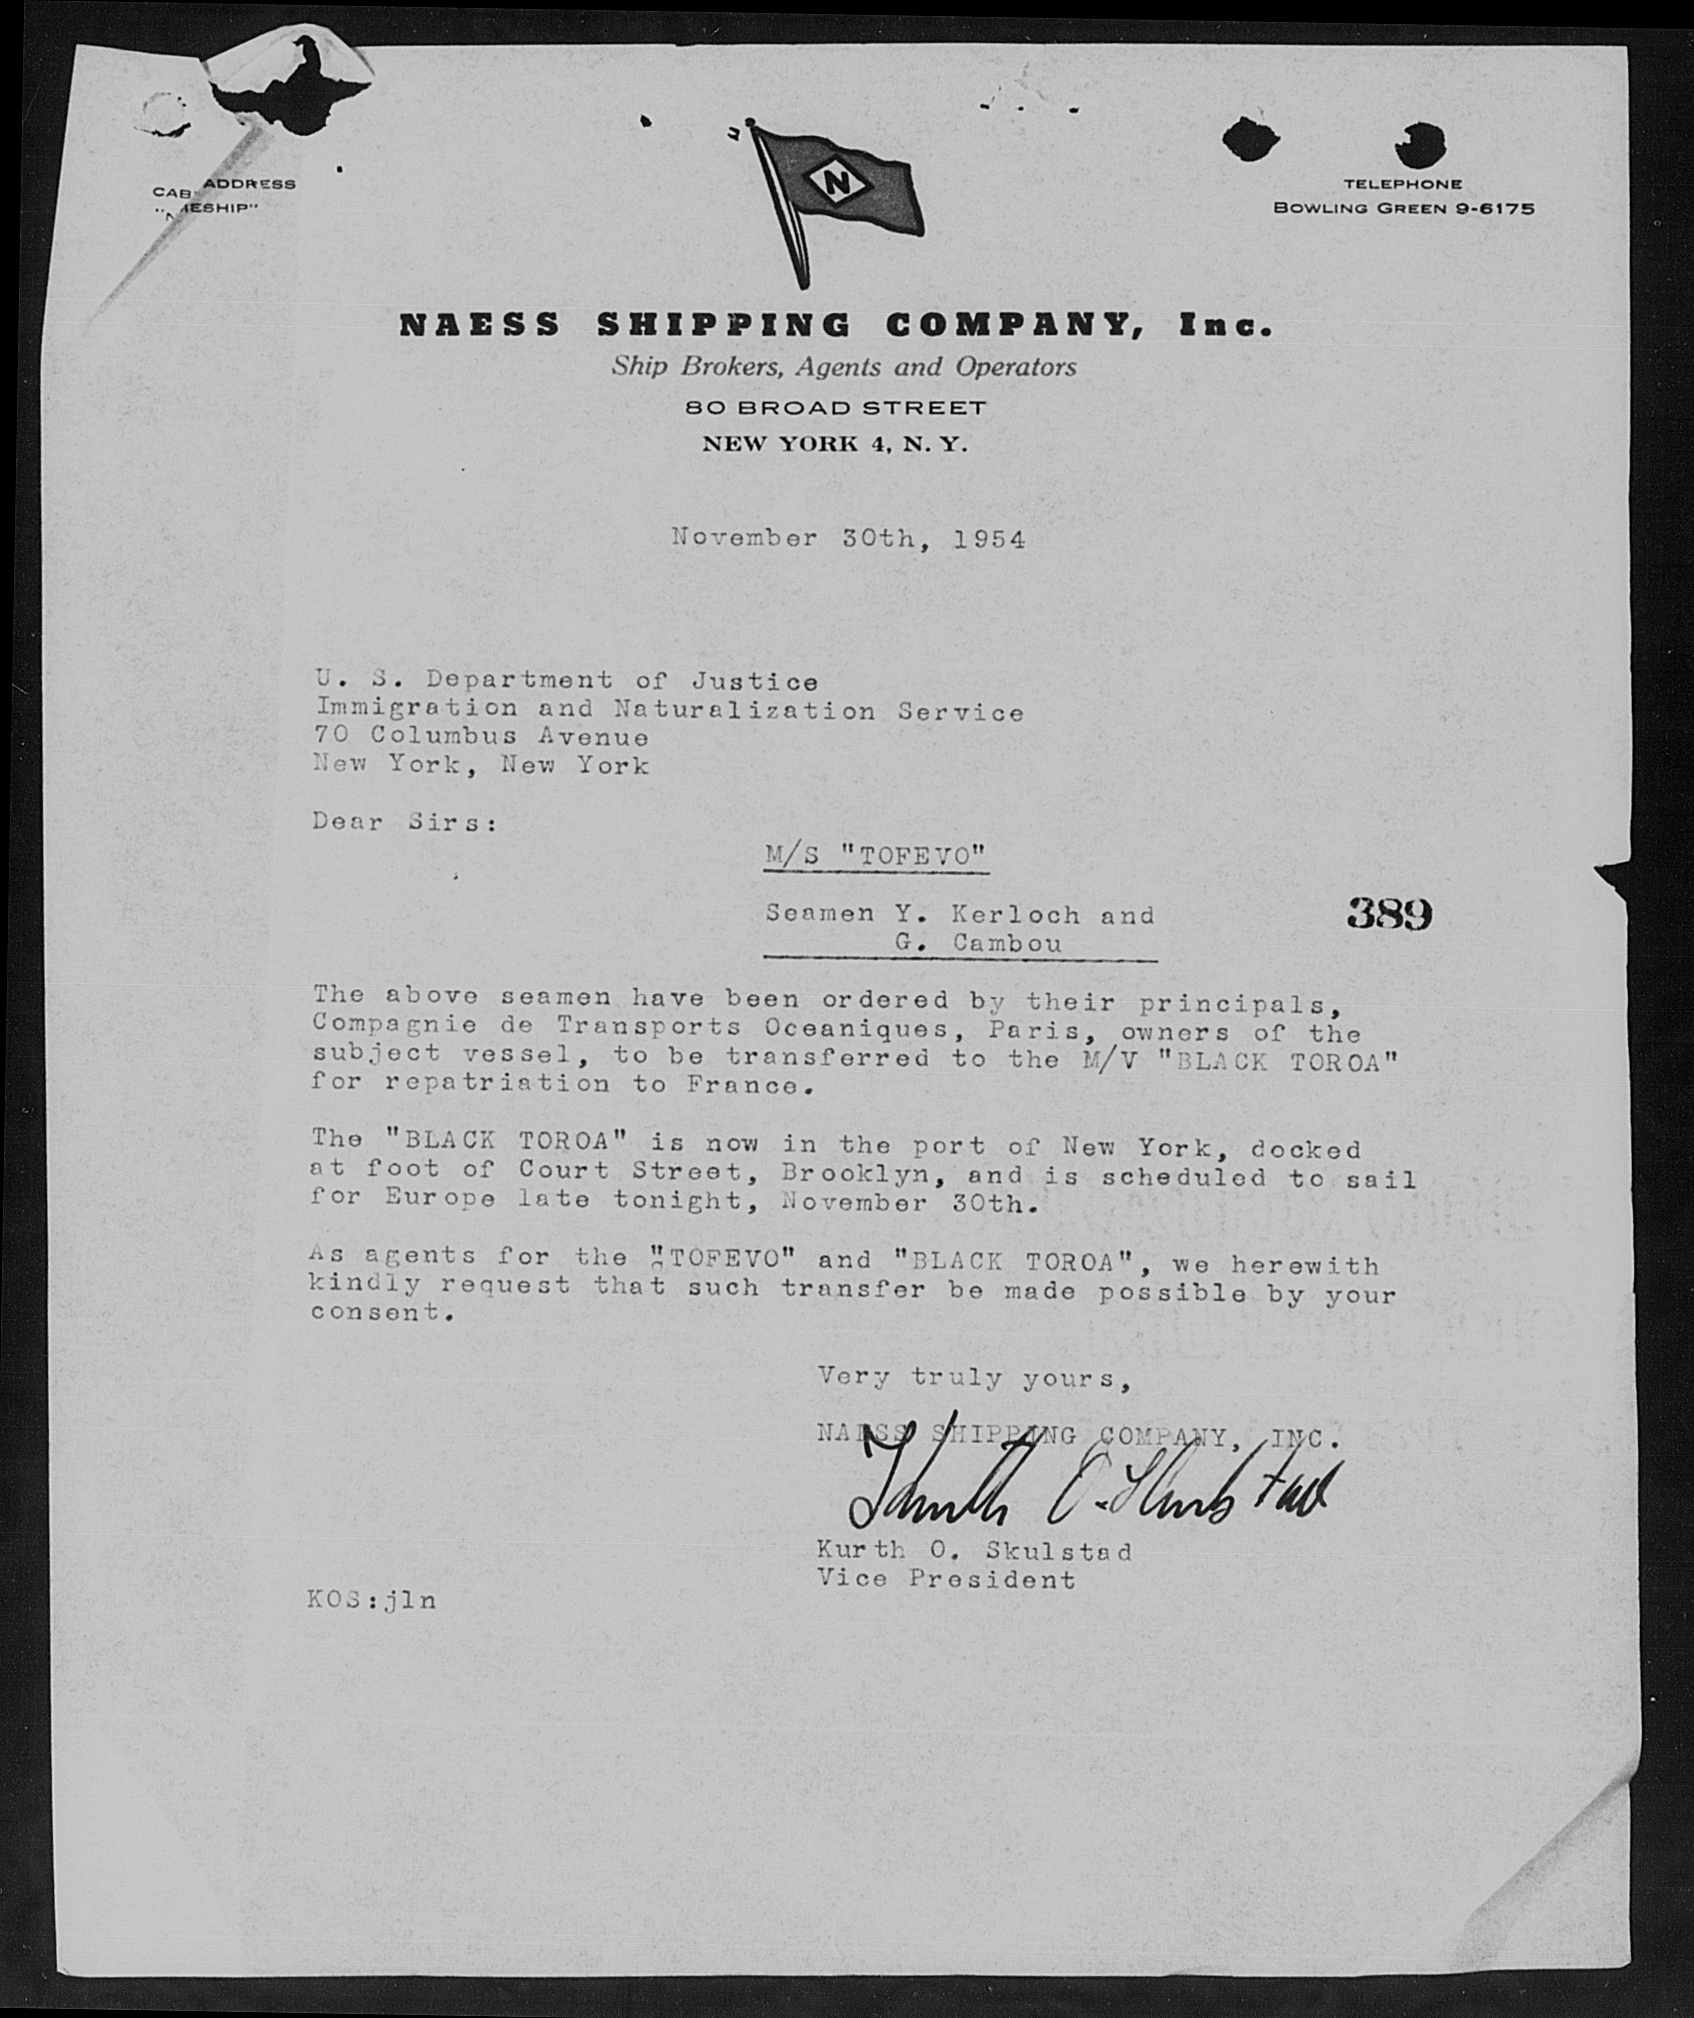 ADDRESS
TELEPHONE
BOWLING GREEN 9-6175
N
NAESS SHIPPING COMPANY, Inc.
Ship Brokers, Agents and Operators
80 BROAD STREET
NEW YORK 4, N. Y.
November 30th, 1954
U. S. Department of Justice
Immigration and Naturalization Service
70 Columbus Avenue
New York, New York
Dear Sirs:
M/S "TOFEVO"
Seamen Y. Kerloch and
G. Cambou
389
The above seamen have been ordered by their principals,
Compagnie de Transports Oceaniques, Paris, owners of the
subject vessel, to be transferred to the M/V "BLACK TOROA"
for repatriation to France.
The "BLACK TOROA" is now in the port of New York, docked
at foot of Court Street, Brooklyn, and is scheduled to sail
for Europe late tonight, November 30th.
As agents for the "TOFEVO" and "BLACK TOROA", we herewith
kindly request that such transfer be made possible by your
consent.
Very truly yours,
NAESS SHIPPING COMPANY, INC.
Kurth O. Skulstad
Kurth O. Skulstad
Vice President
KOS:jln